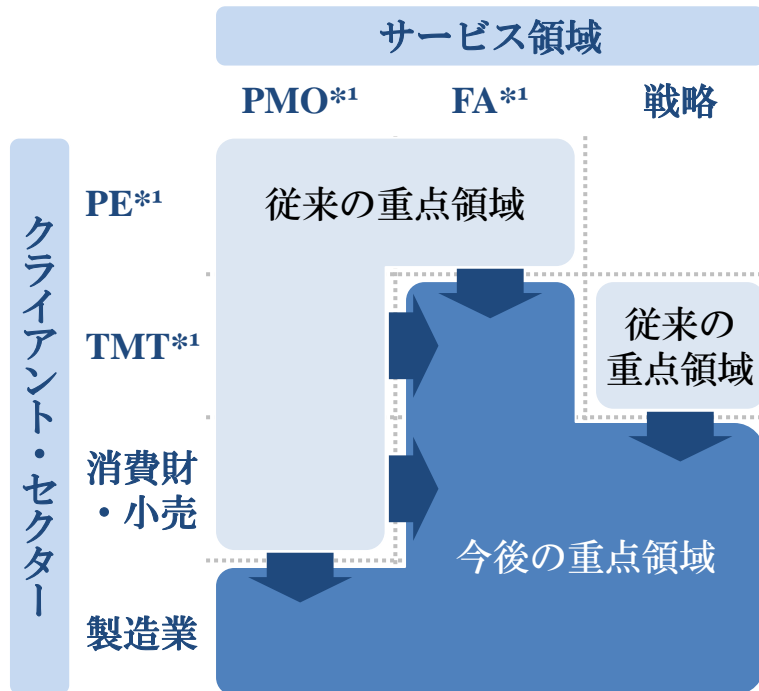 サービス領域
PMO*¹
FA*¹
戦略
クライアント・セクター
PE*¹
従来の重点領域
TMT*¹
従来の
重点領域
消費財
・小売
今後の重点領域
製造業